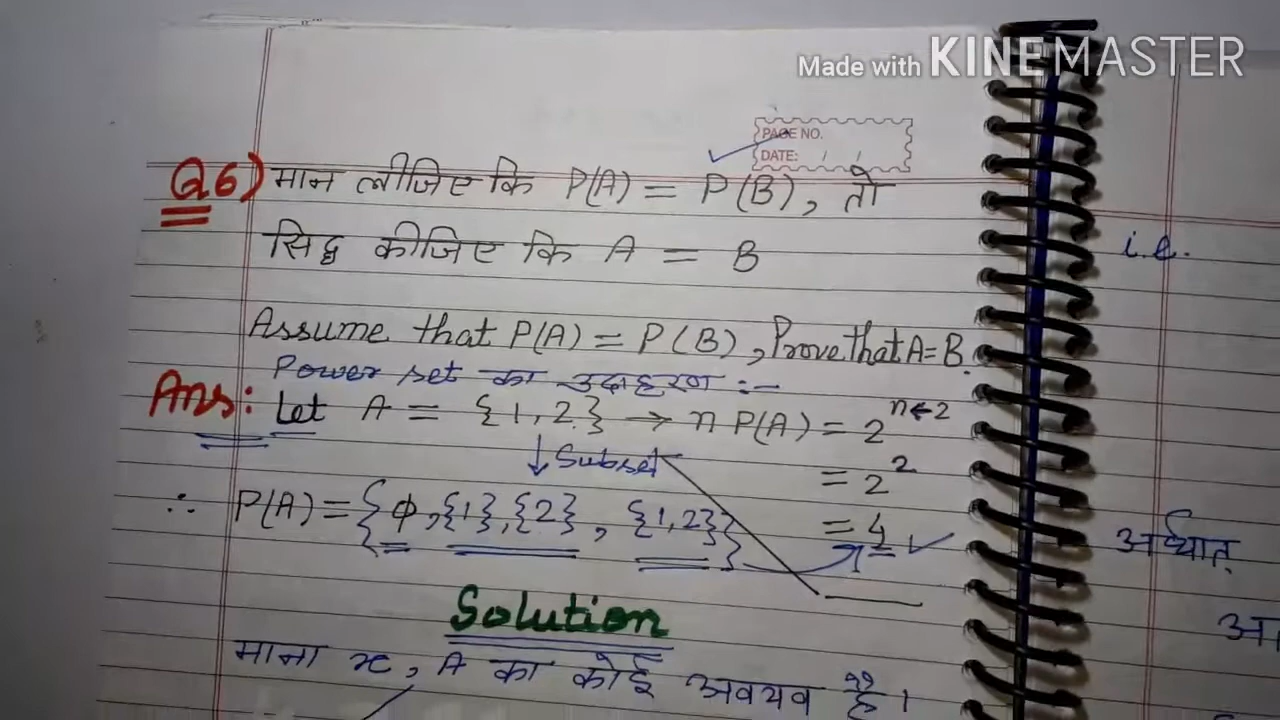 Made with KINEMASTER
PAGE NO.
DATE: / /
Q6) मान लीजिए कि P(A) = P(B), तो
सिद्ध कीजिए कि A = B
Assume that P(A) = P(B), Prove that A=B.
Power set का उदाहरण :-
Ans: Let A = {1, 2} → n P(A) = 2^n←2
↓ Subset = 2^2
∴ P(A) = {ϕ, {1}, {2}, {1,2}} = 4 ✓
Solution
माना x, A का कोई अवयव है।
i.e.
अर्थात्